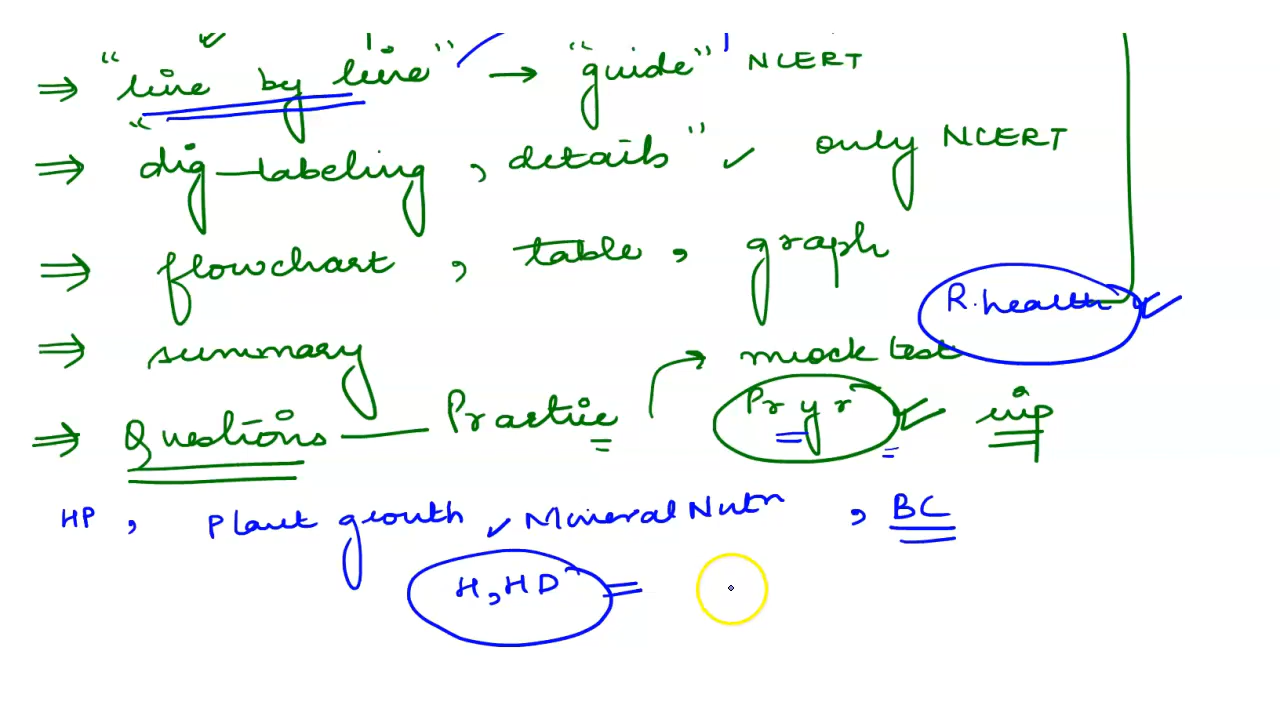 ⇒ "line by line" → "guide" NCERT
⇒ "dig-labeling, details" ✓ only NCERT
⇒ flowchart, table, graph
R. health ✓
⇒ summary → mock test
⇒ Questions — Practice Pr yr ✓ imp
HP, Plant growth, Mineral Nutn, BC
H, HD